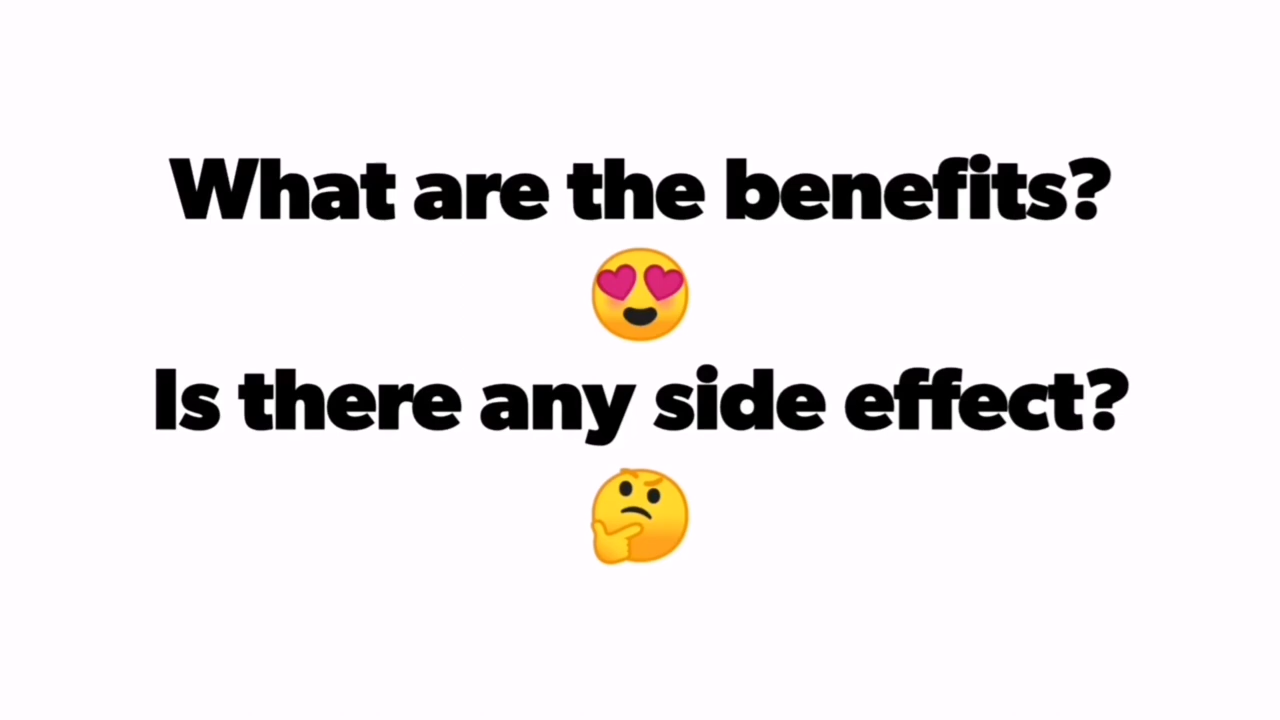 What are the benefits?
😍
Is there any side effect?
🤔